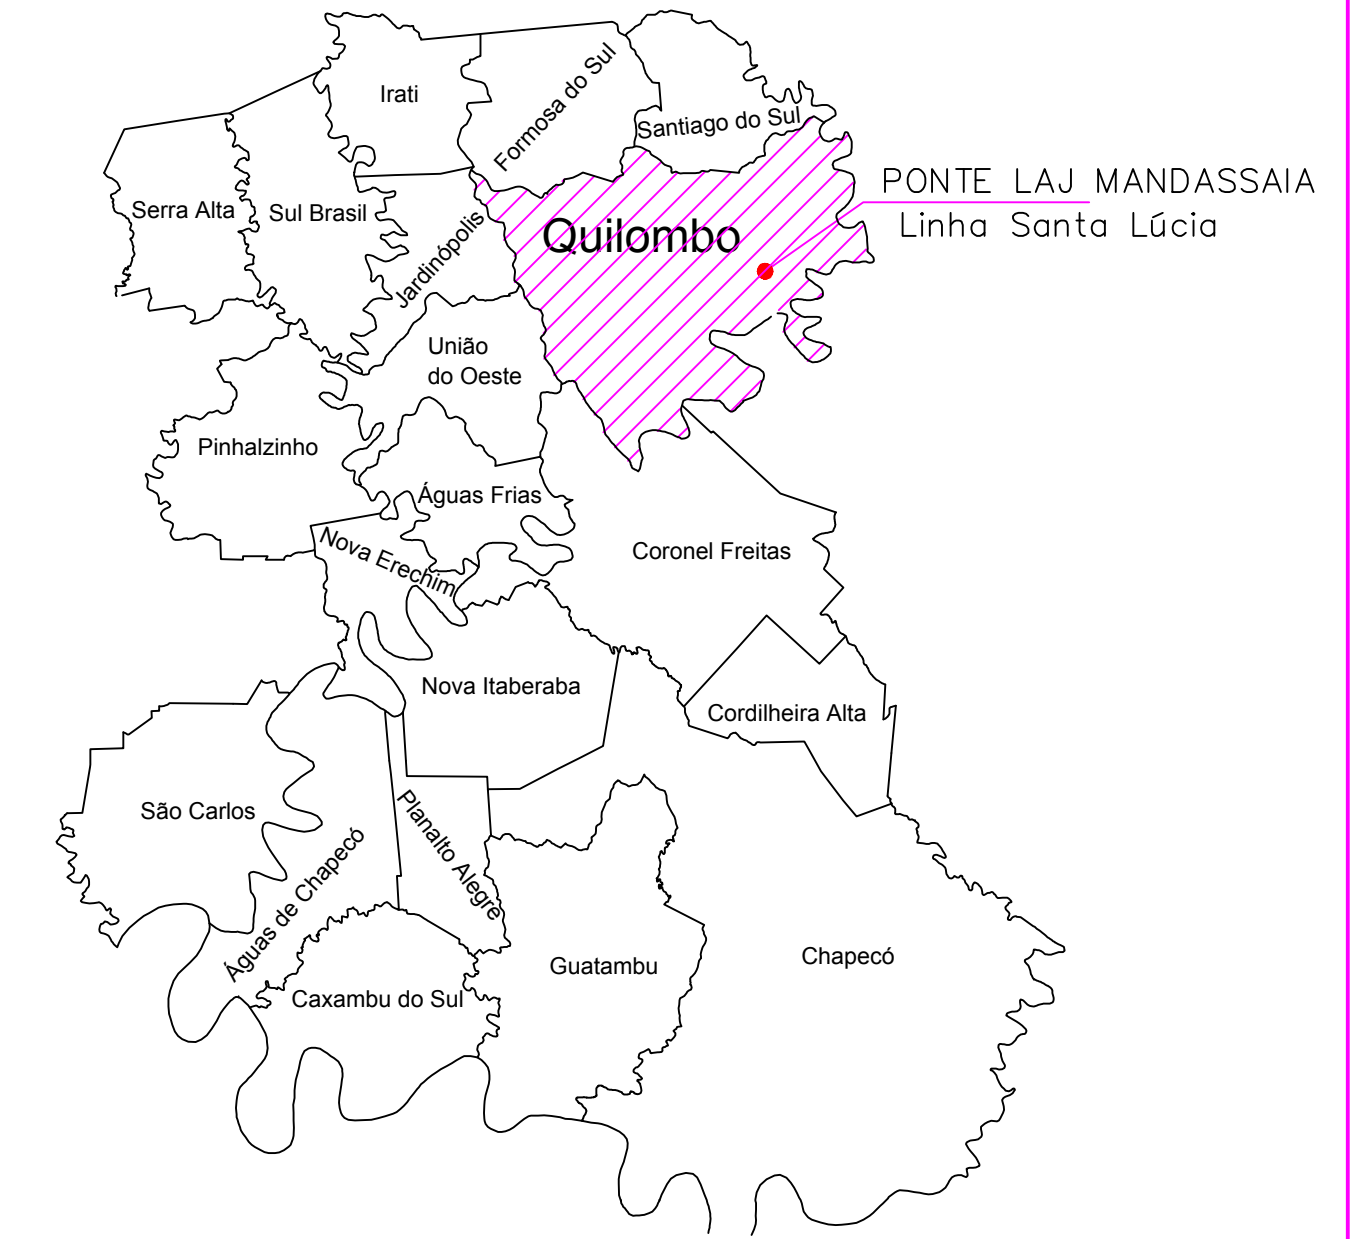 Irati
Formosa do Sul
Santiago do Sul
PONTE LAJ MANDASSAIA
Linha Santa Lúcia
Serra Alta
Sul Brasil
Jardinópolis
Quilombo
União
do Oeste
Pinhalzinho
Águas Frias
Nova Erechim
Coronel Freitas
Nova Itaberaba
Cordilheira Alta
São Carlos
Águas de Chapecó
Planalto Alegre
Caxambu do Sul
Guatambu
Chapecó